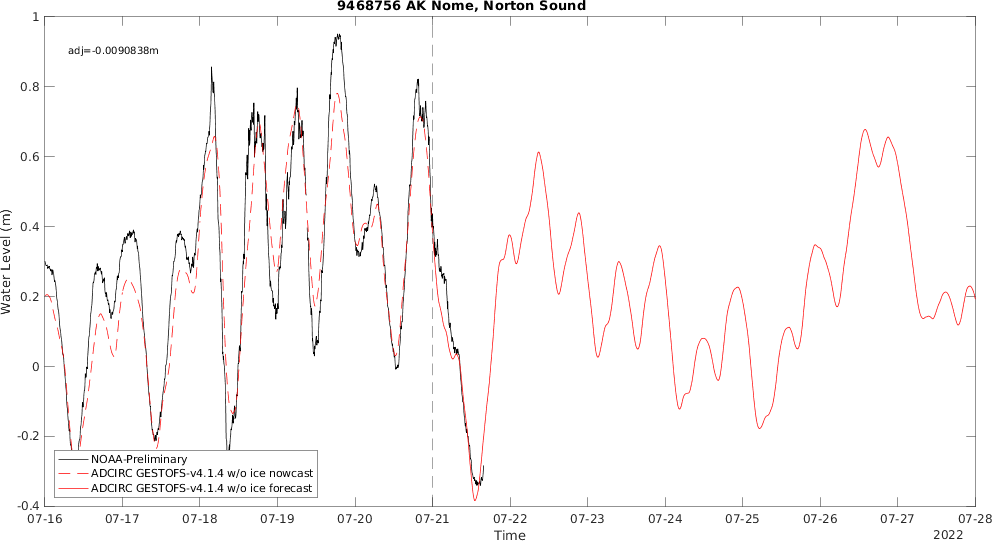 9468756 AK Nome, Norton Sound
adj=-0.0090838m
1
0.8
0.6
0.4
0.2
0
-0.2
-0.4
Water Level (m)
NOAA-Preliminary
ADCIRC GESTOFS-v4.1.4 w/o ice nowcast
ADCIRC GESTOFS-v4.1.4 w/o ice forecast
07-16 07-17 07-18 07-19 07-20 07-21 07-22 07-23 07-24 07-25 07-26 07-27 07-28
Time
2022